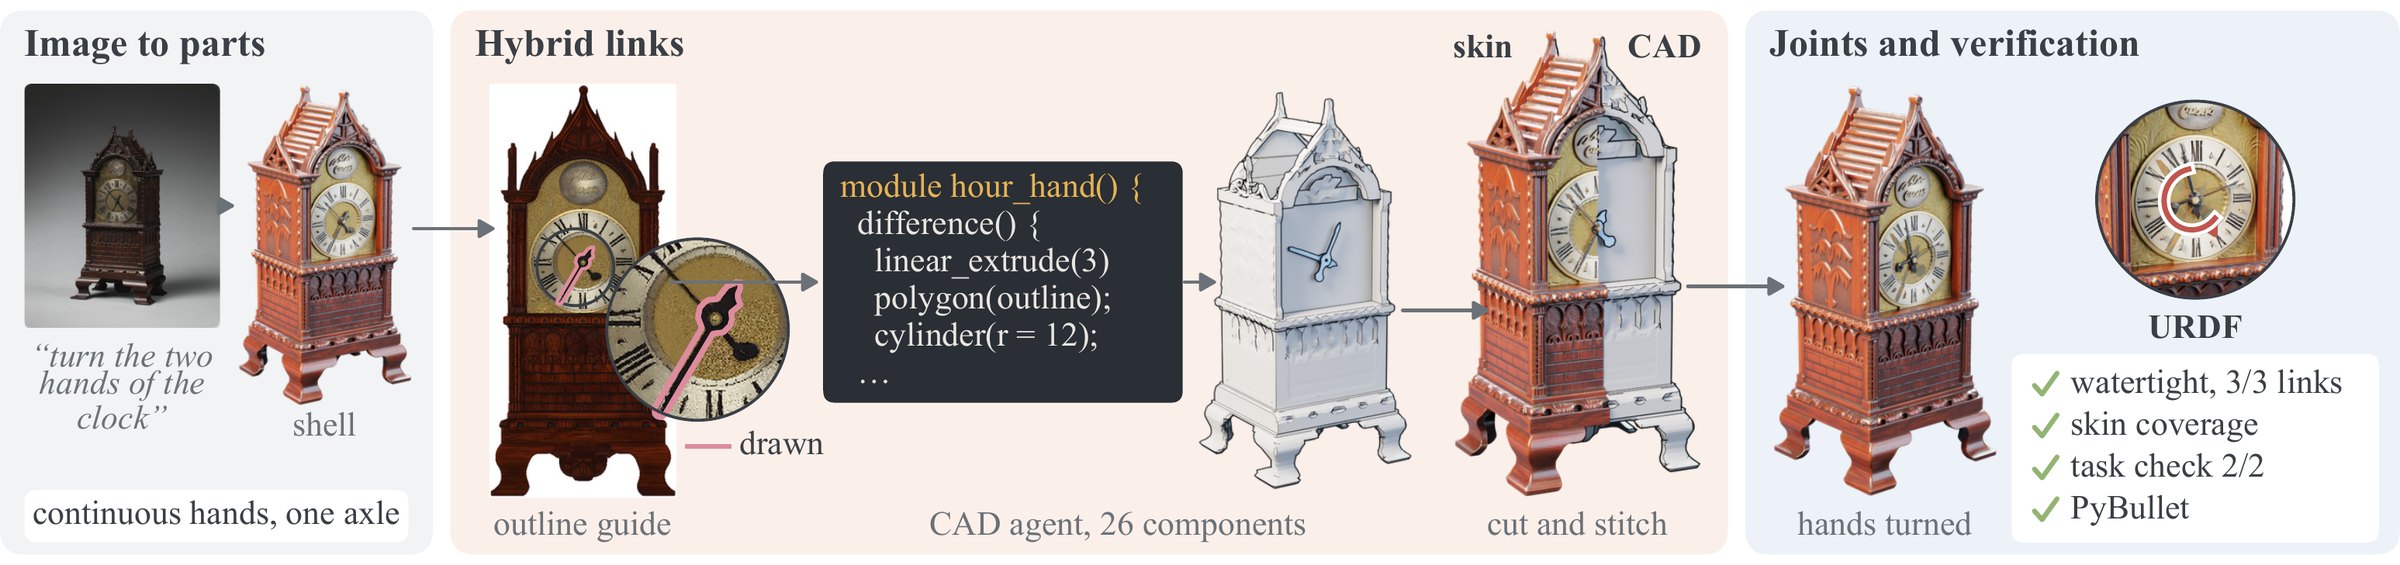 Image to parts
“turn the two
hands of the
clock”
shell
continuous hands, one axle
Hybrid links
outline guide
drawn
module hour_hand() {
difference() {
linear_extrude(3)
polygon(outline);
cylinder(r = 12);
...
CAD agent, 26 components
skin
CAD
cut and stitch
Joints and verification
hands turned
URDF
watertight, 3/3 links
skin coverage
task check 2/2
PyBullet